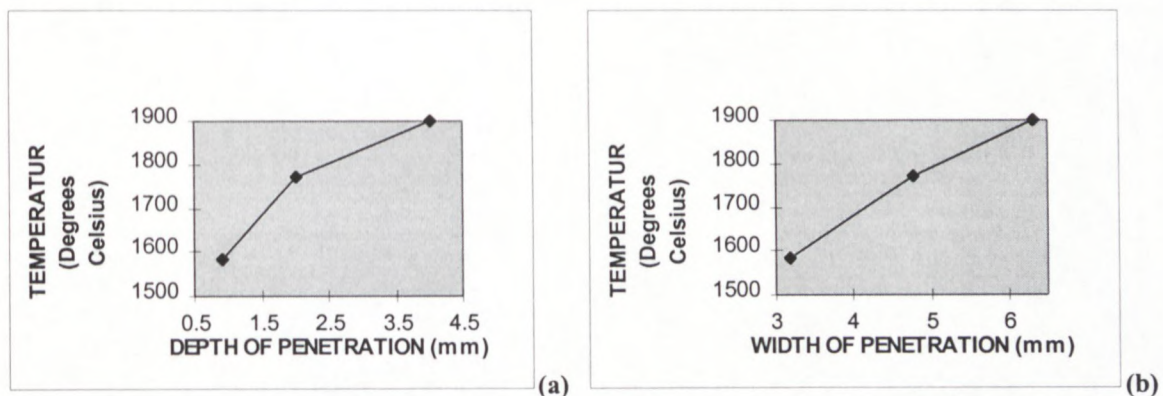 TEMPERATUR
(Degrees
Celsius)
1900
1800
1700
1600
1500
0.5 1.5 2.5 3.5 4.5
DEPTH OF PENETRATION (mm)
(a)
TEMPERATUR
(Degrees
Celsius)
1900
1800
1700
1600
1500
3 4 5 6
WIDTH OF PENETRATION (mm)
(b)